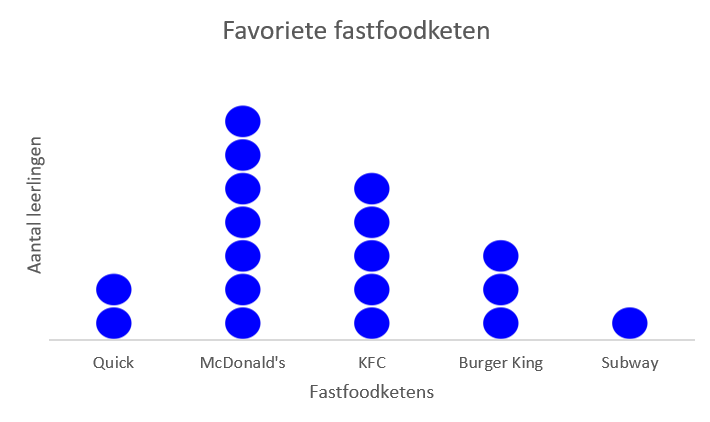 Favoriete fastfoodketen
Aantal leerlingen
Quick McDonald's KFC Burger King Subway
Fastfoodketens